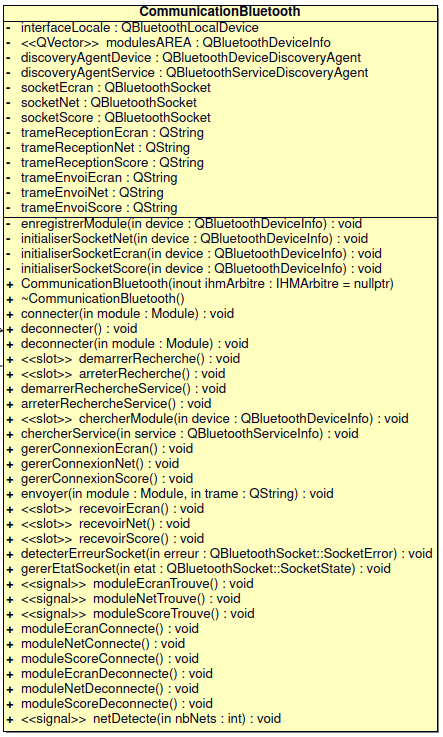 CommunicationBluetooth
- interfaceLocale : QBluetoothLocalDevice
- <<QVector>> modulesAREA : QBluetoothDeviceInfo
- discoveryAgentDevice : QBluetoothDeviceDiscoveryAgent
- discoveryAgentService : QBluetoothServiceDiscoveryAgent
- socketEcran : QBluetoothSocket
- socketNet : QBluetoothSocket
- socketScore : QBluetoothSocket
- trameReceptionEcran : QString
- trameReceptionNet : QString
- trameReceptionScore : QString
- trameEnvoiEcran : QString
- trameEnvoiNet : QString
- trameEnvoiScore : QString
- enregistrerModule(in device : QBluetoothDeviceInfo) : void
- initialiserSocketNet(in device : QBluetoothDeviceInfo) : void
- initialiserSocketEcran(in device : QBluetoothDeviceInfo) : void
- initialiserSocketScore(in device : QBluetoothDeviceInfo) : void
+ CommunicationBluetooth(inout ihmArbitre : IHMArbitre = nullptr)
+ ~CommunicationBluetooth()
+ connecter(in module : Module) : void
+ deconnecter() : void
+ deconnecter(in module : Module) : void
+ <<slot>> demarrerRecherche() : void
+ <<slot>> arreterRecherche() : void
+ demarrerRechercheService() : void
+ arreterRechercheService() : void
+ <<slot>> chercherModule(in device : QBluetoothDeviceInfo) : void
+ chercherService(in service : QBluetoothServiceInfo) : void
+ gererConnexionEcran() : void
+ gererConnexionNet() : void
+ gererConnexionScore() : void
+ envoyer(in module : Module, in trame : QString) : void
+ <<slot>> recevoirEcran() : void
+ <<slot>> recevoirNet() : void
+ <<slot>> recevoirScore() : void
+ detecterErreurSocket(in erreur : QBluetoothSocket::SocketError) : void
+ gererEtatSocket(in etat : QBluetoothSocket::SocketState) : void
+ <<signal>> moduleEcranTrouve() : void
+ <<signal>> moduleNetTrouve() : void
+ <<signal>> moduleScoreTrouve() : void
+ moduleEcranConnecte() : void
+ moduleNetConnecte() : void
+ moduleScoreConnecte() : void
+ moduleEcranDeconnecte() : void
+ moduleNetDeconnecte() : void
+ moduleScoreDeconnecte() : void
+ <<signal>> netDetecte(in nbNets : int) : void